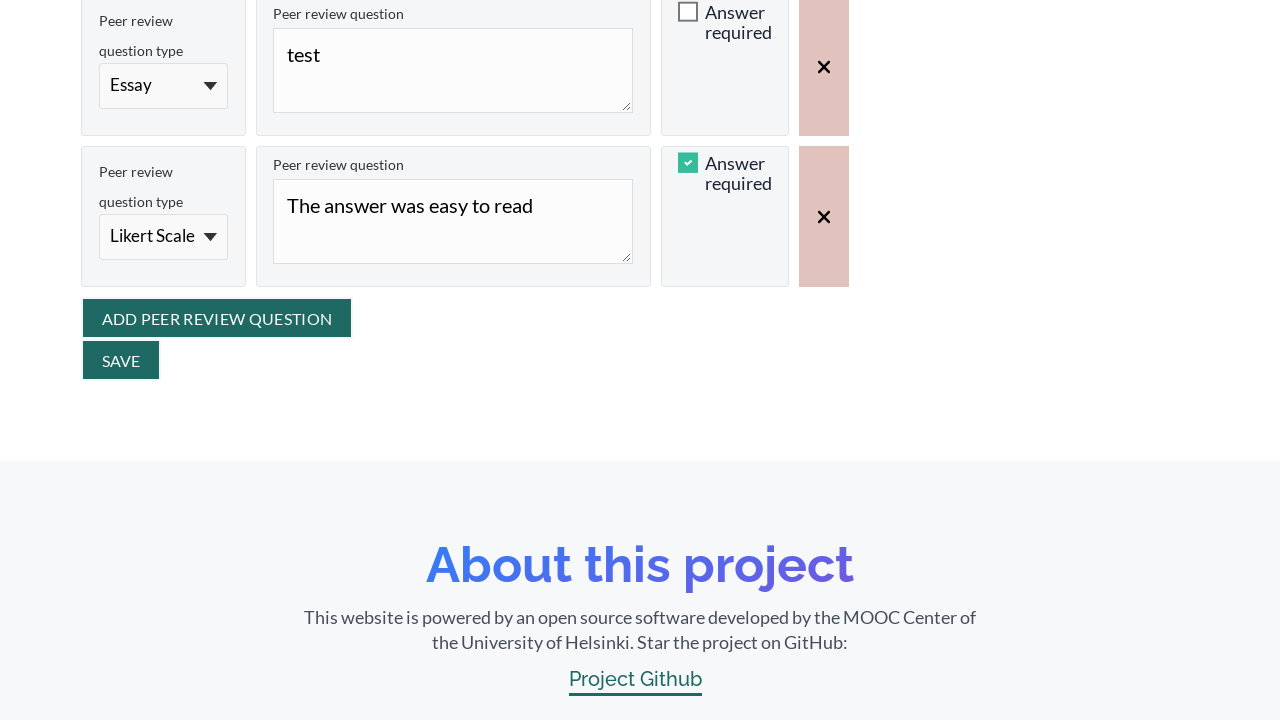 Peer review
question type
Essay
Peer review question
test
Answer
required
Peer review
question type
Likert Scale
Peer review question
The answer was easy to read
Answer
required
ADD PEER REVIEW QUESTION
SAVE
About this project
This website is powered by an open source software developed by the MOOC Center of
the University of Helsinki. Star the project on GitHub:
Project Github